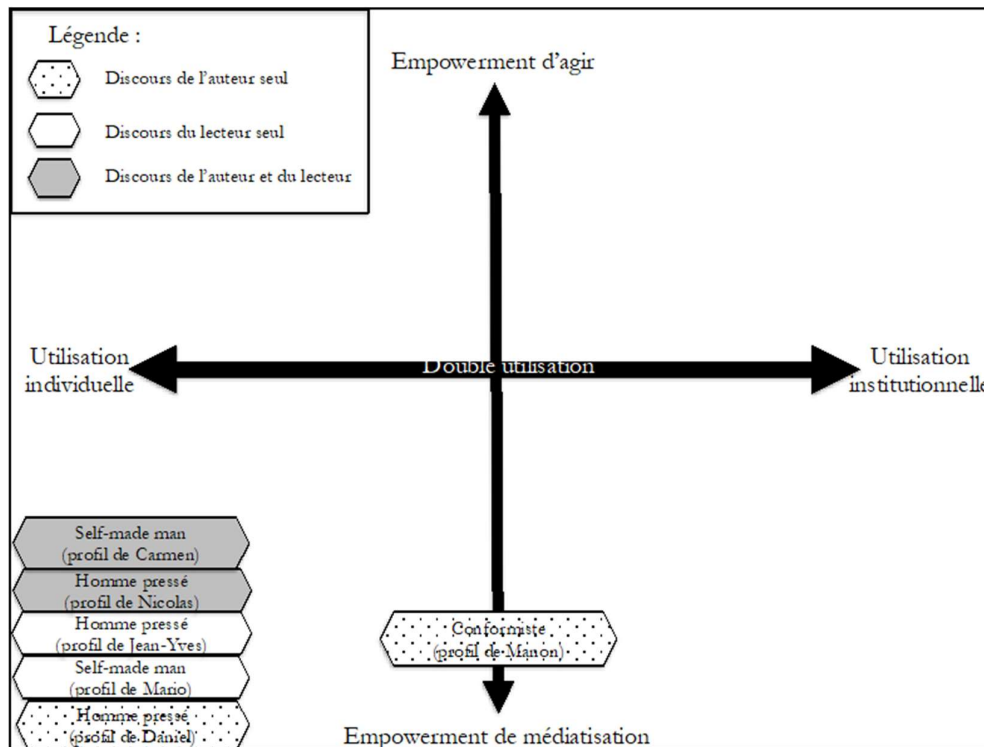 Légende :
Discours de l'auteur seul
Discours du lecteur seul
Discours de l'auteur et du lecteur
Empowerment d'agir
Utilisation
individuelle
Double utilisation
Utilisation
institutionnelle
Self-made man
(profil de Carmen)
Homme pressé
(profil de Nicolas)
Homme pressé
(profil de Jean-Yves)
Self-made man
(profil de Mario)
Homme pressé
(profil de Daniel)
Conformiste
(profil de Manon)
Empowerment de médiatisation